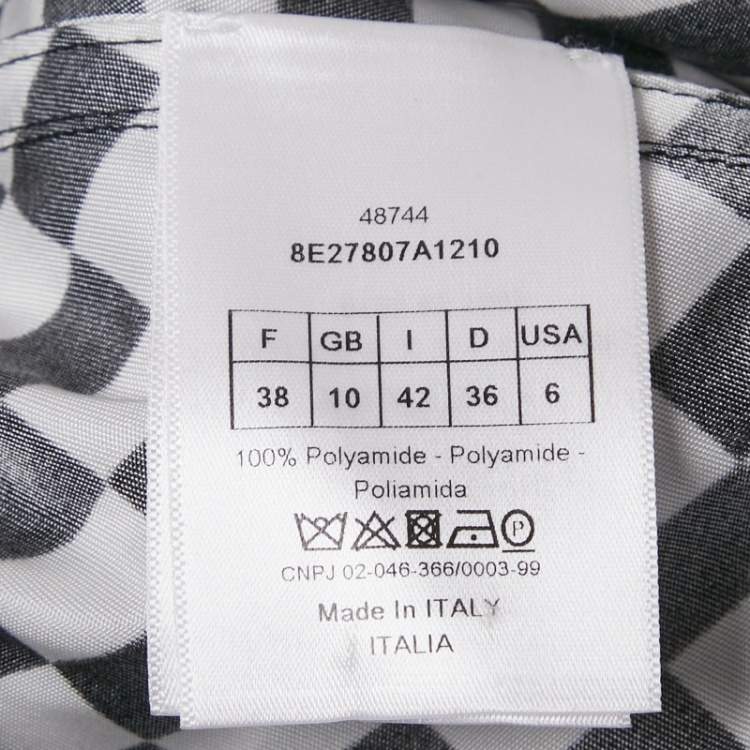 48744
8E27807A1210
F GB I D USA
38 10 42 36 6
100% Polyamide - Polyamide -
Poliamida
P
CNPJ 02-046-366/0003-99
Made In ITALY
ITALIA